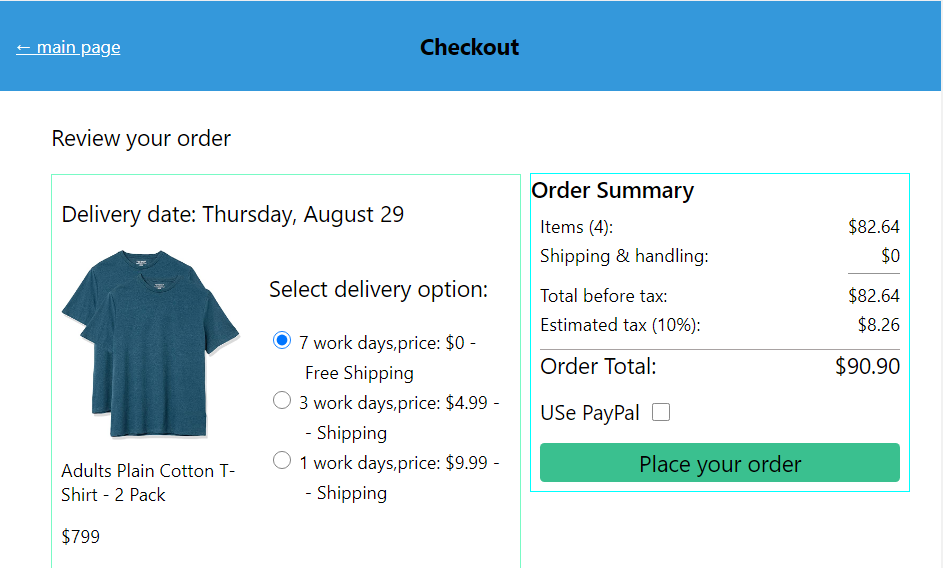 ← main page
Checkout
Review your order
Delivery date: Thursday, August 29
Select delivery option:
7 work days,price: $0 -
Free Shipping
3 work days,price: $4.99 -
- Shipping
1 work days,price: $9.99 -
- Shipping
Adults Plain Cotton T-
Shirt - 2 Pack
$799
Order Summary
Items (4): $82.64
Shipping & handling: $0
Total before tax: $82.64
Estimated tax (10%): $8.26
Order Total: $90.90
USe PayPal
Place your order